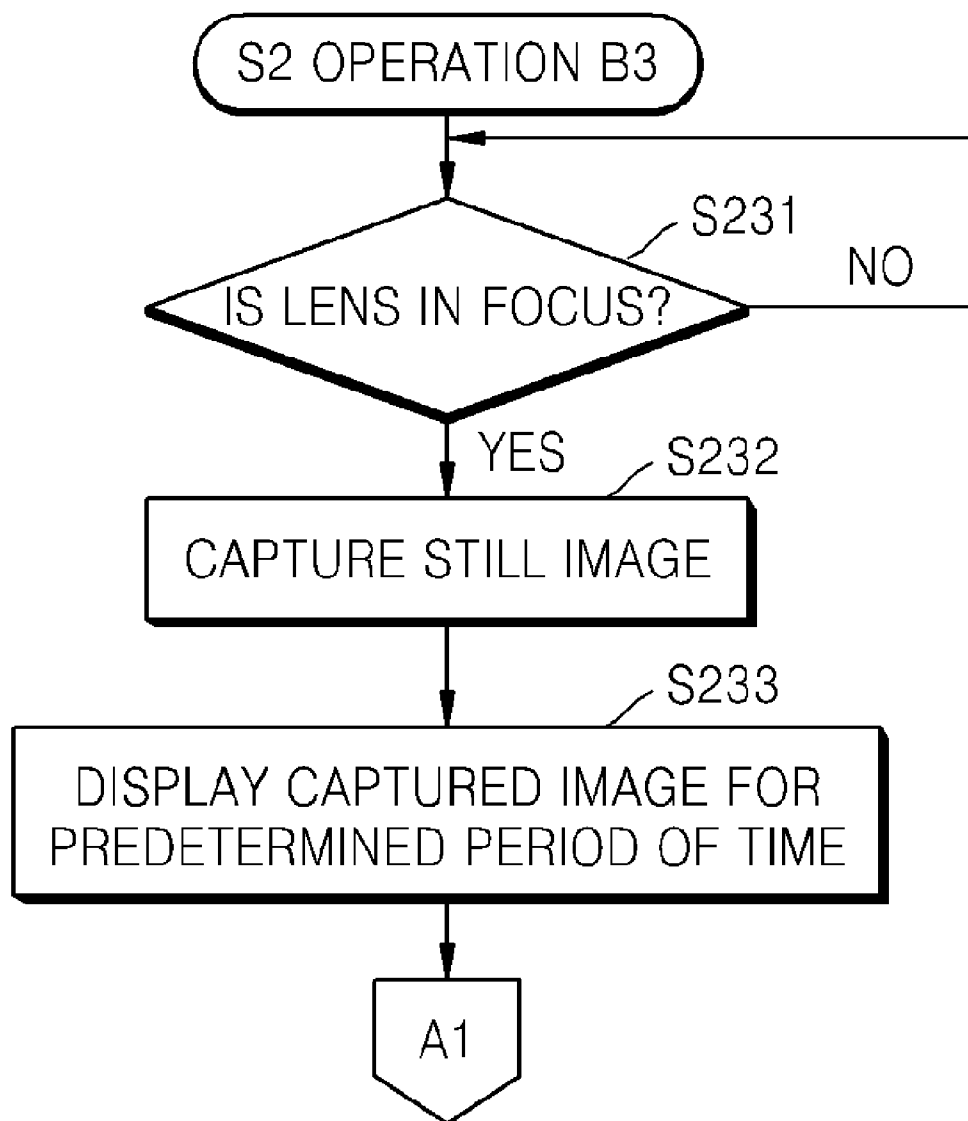 S2 OPERATION B3
S231
IS LENS IN FOCUS?
NO
YES
S232
CAPTURE STILL IMAGE
S233
DISPLAY CAPTURED IMAGE FOR
PREDETERMINED PERIOD OF TIME
A1